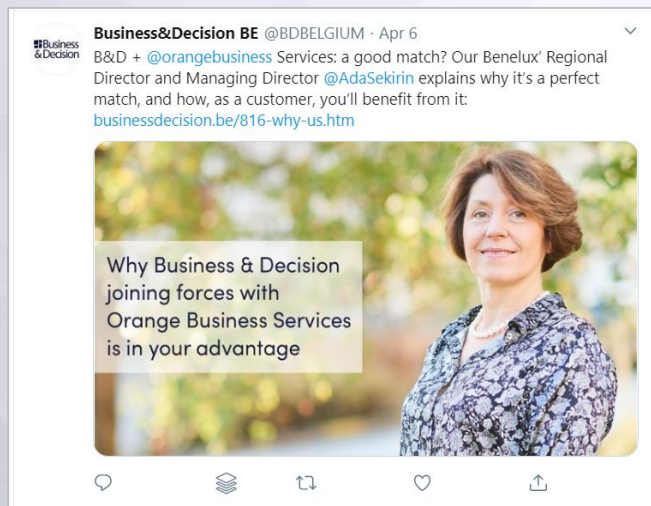 Business&Decision BE @BDBELGIUM · Apr 6
Business
&Decision
B&D + @orangebusiness Services: a good match? Our Benelux’ Regional
Director and Managing Director @AdaSekirin explains why it’s a perfect
match, and how, as a customer, you’ll benefit from it:
businessdecision.be/816-why-us.htm
Why Business & Decision
joining forces with
Orange Business Services
is in your advantage